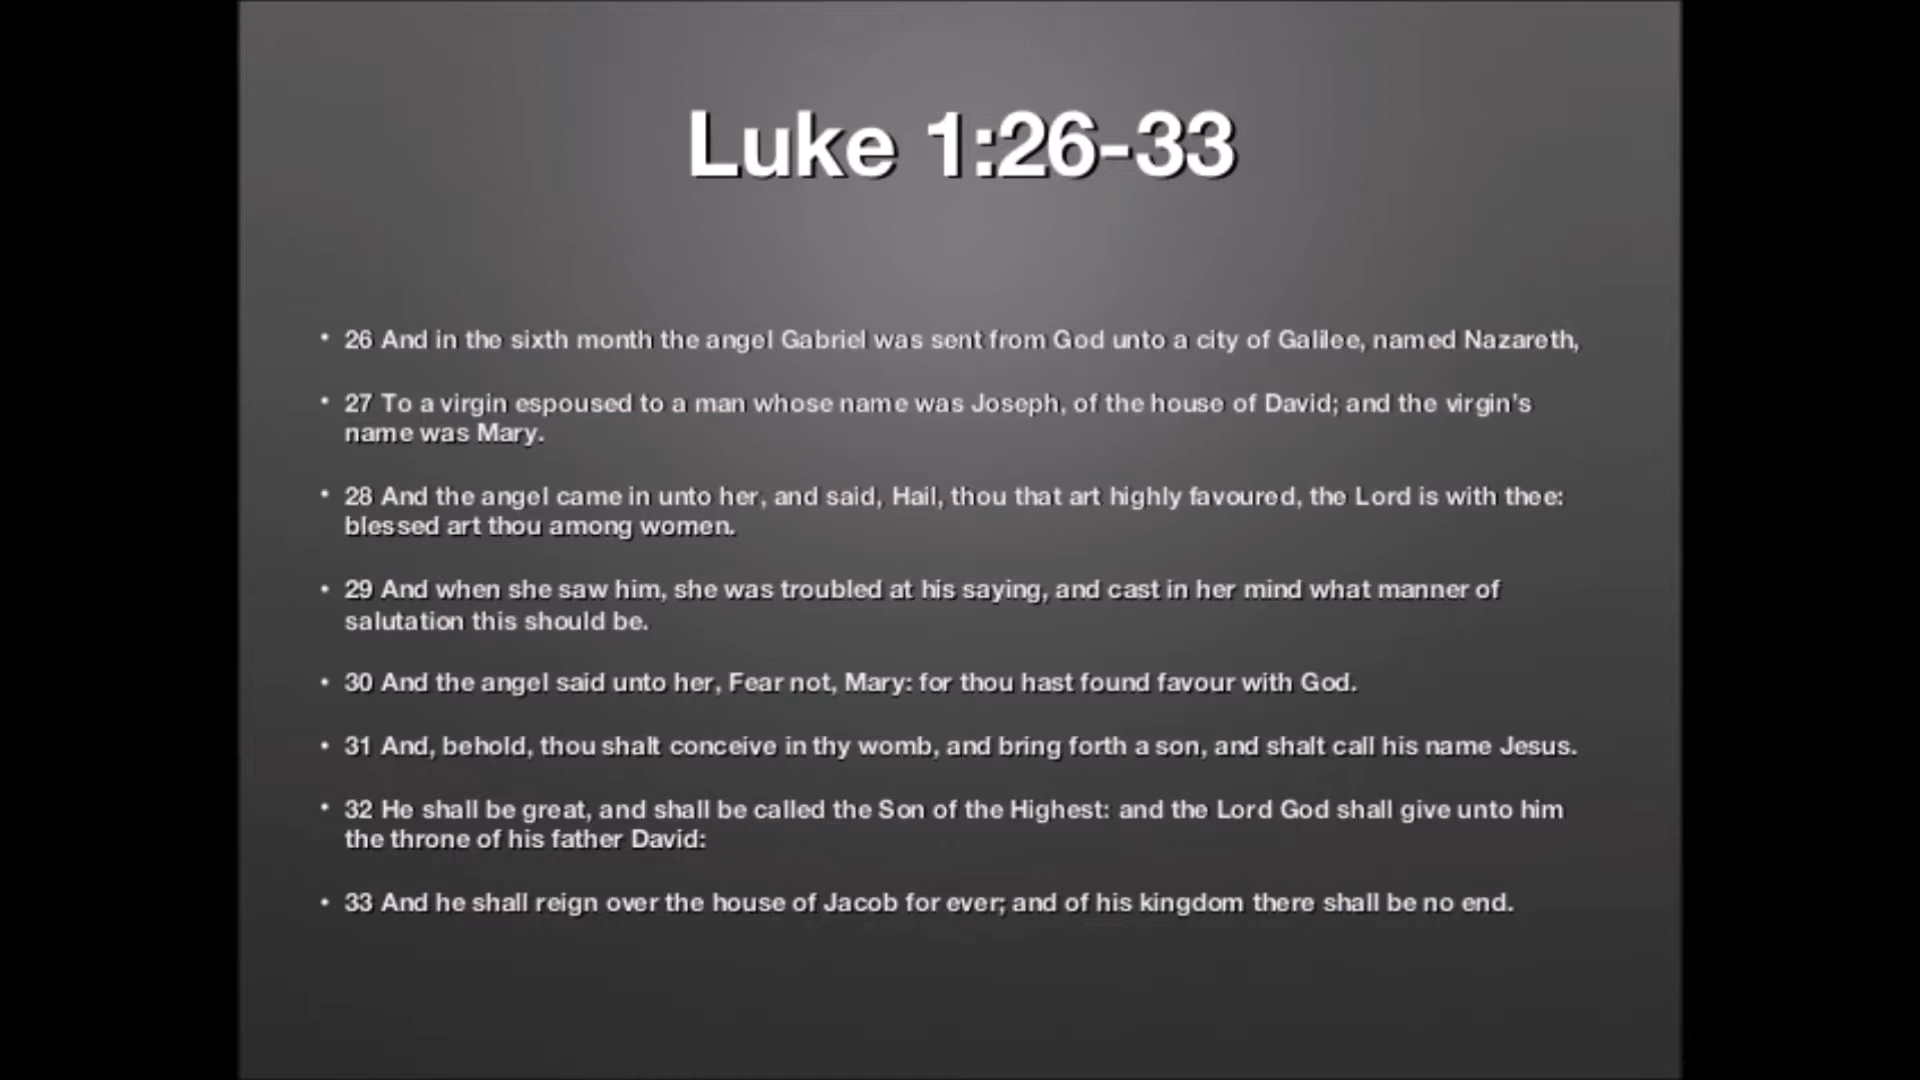 Luke 1:26-33
• 26 And in the sixth month the angel Gabriel was sent from God unto a city of Galilee, named Nazareth,
• 27 To a virgin espoused to a man whose name was Joseph, of the house of David; and the virgin's
name was Mary.
• 28 And the angel came in unto her, and said, Hail, thou that art highly favoured, the Lord is with thee:
blessed art thou among women.
• 29 And when she saw him, she was troubled at his saying, and cast in her mind what manner of
salutation this should be.
• 30 And the angel said unto her, Fear not, Mary: for thou hast found favour with God.
• 31 And, behold, thou shalt conceive in thy womb, and bring forth a son, and shalt call his name Jesus.
• 32 He shall be great, and shall be called the Son of the Highest: and the Lord God shall give unto him
the throne of his father David:
• 33 And he shall reign over the house of Jacob for ever; and of his kingdom there shall be no end.